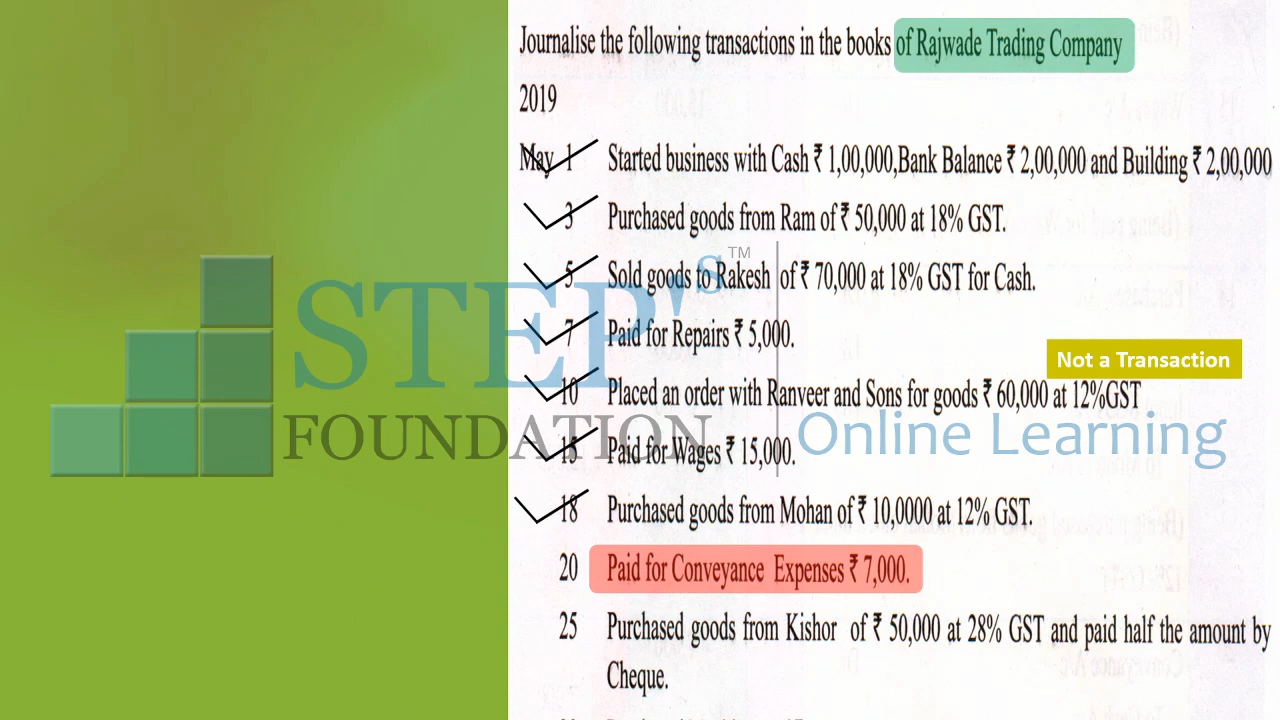 Journalise the following transactions in the books of Rajwade Trading Company
2019
May 1 Started business with Cash ₹ 1,00,000,Bank Balance ₹ 2,00,000 and Building ₹ 2,00,000
3 Purchased goods from Ram of ₹ 50,000 at 18% GST.
5 Sold goods to Rakesh of ₹ 70,000 at 18% GST for Cash.
7 Paid for Repairs ₹ 5,000.
Not a Transaction
10 Placed an order with Ranveer and Sons for goods ₹ 60,000 at 12%GST
15 Paid for Wages ₹ 15,000.
18 Purchased goods from Mohan of ₹ 10,0000 at 12% GST.
20 Paid for Conveyance Expenses ₹ 7,000.
25 Purchased goods from Kishor of ₹ 50,000 at 28% GST and paid half the amount by
Cheque.
STEP's™
FOUNDATION
Online Learning